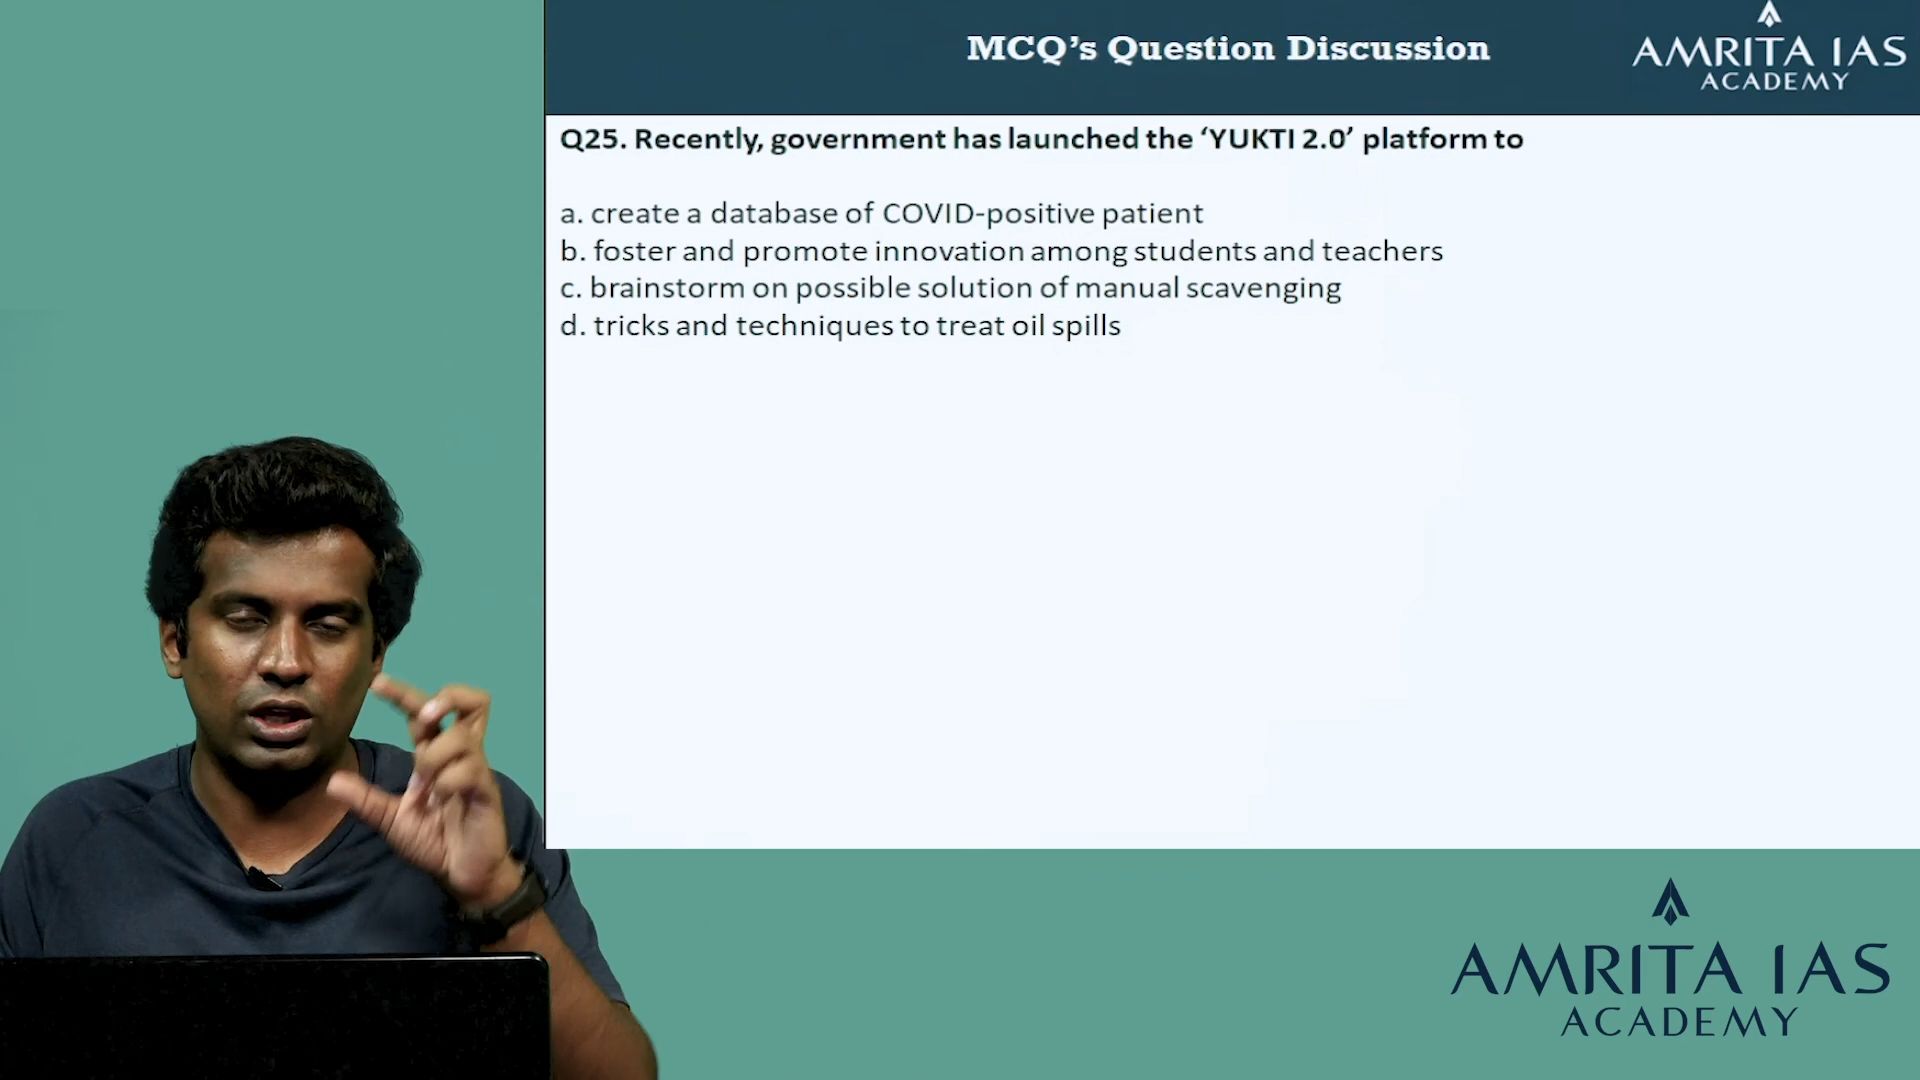 MCQ's Question Discussion
AMRITA IAS
ACADEMY
Q25. Recently, government has launched the ‘YUKTI 2.0’ platform to
a. create a database of COVID-positive patient
b. foster and promote innovation among students and teachers
c. brainstorm on possible solution of manual scavenging
d. tricks and techniques to treat oil spills
AMRITA IAS
ACADEMY